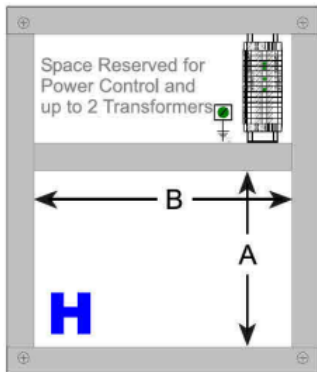 Space Reserved for
Power Control and
up to 2 Transformers
B
A
H